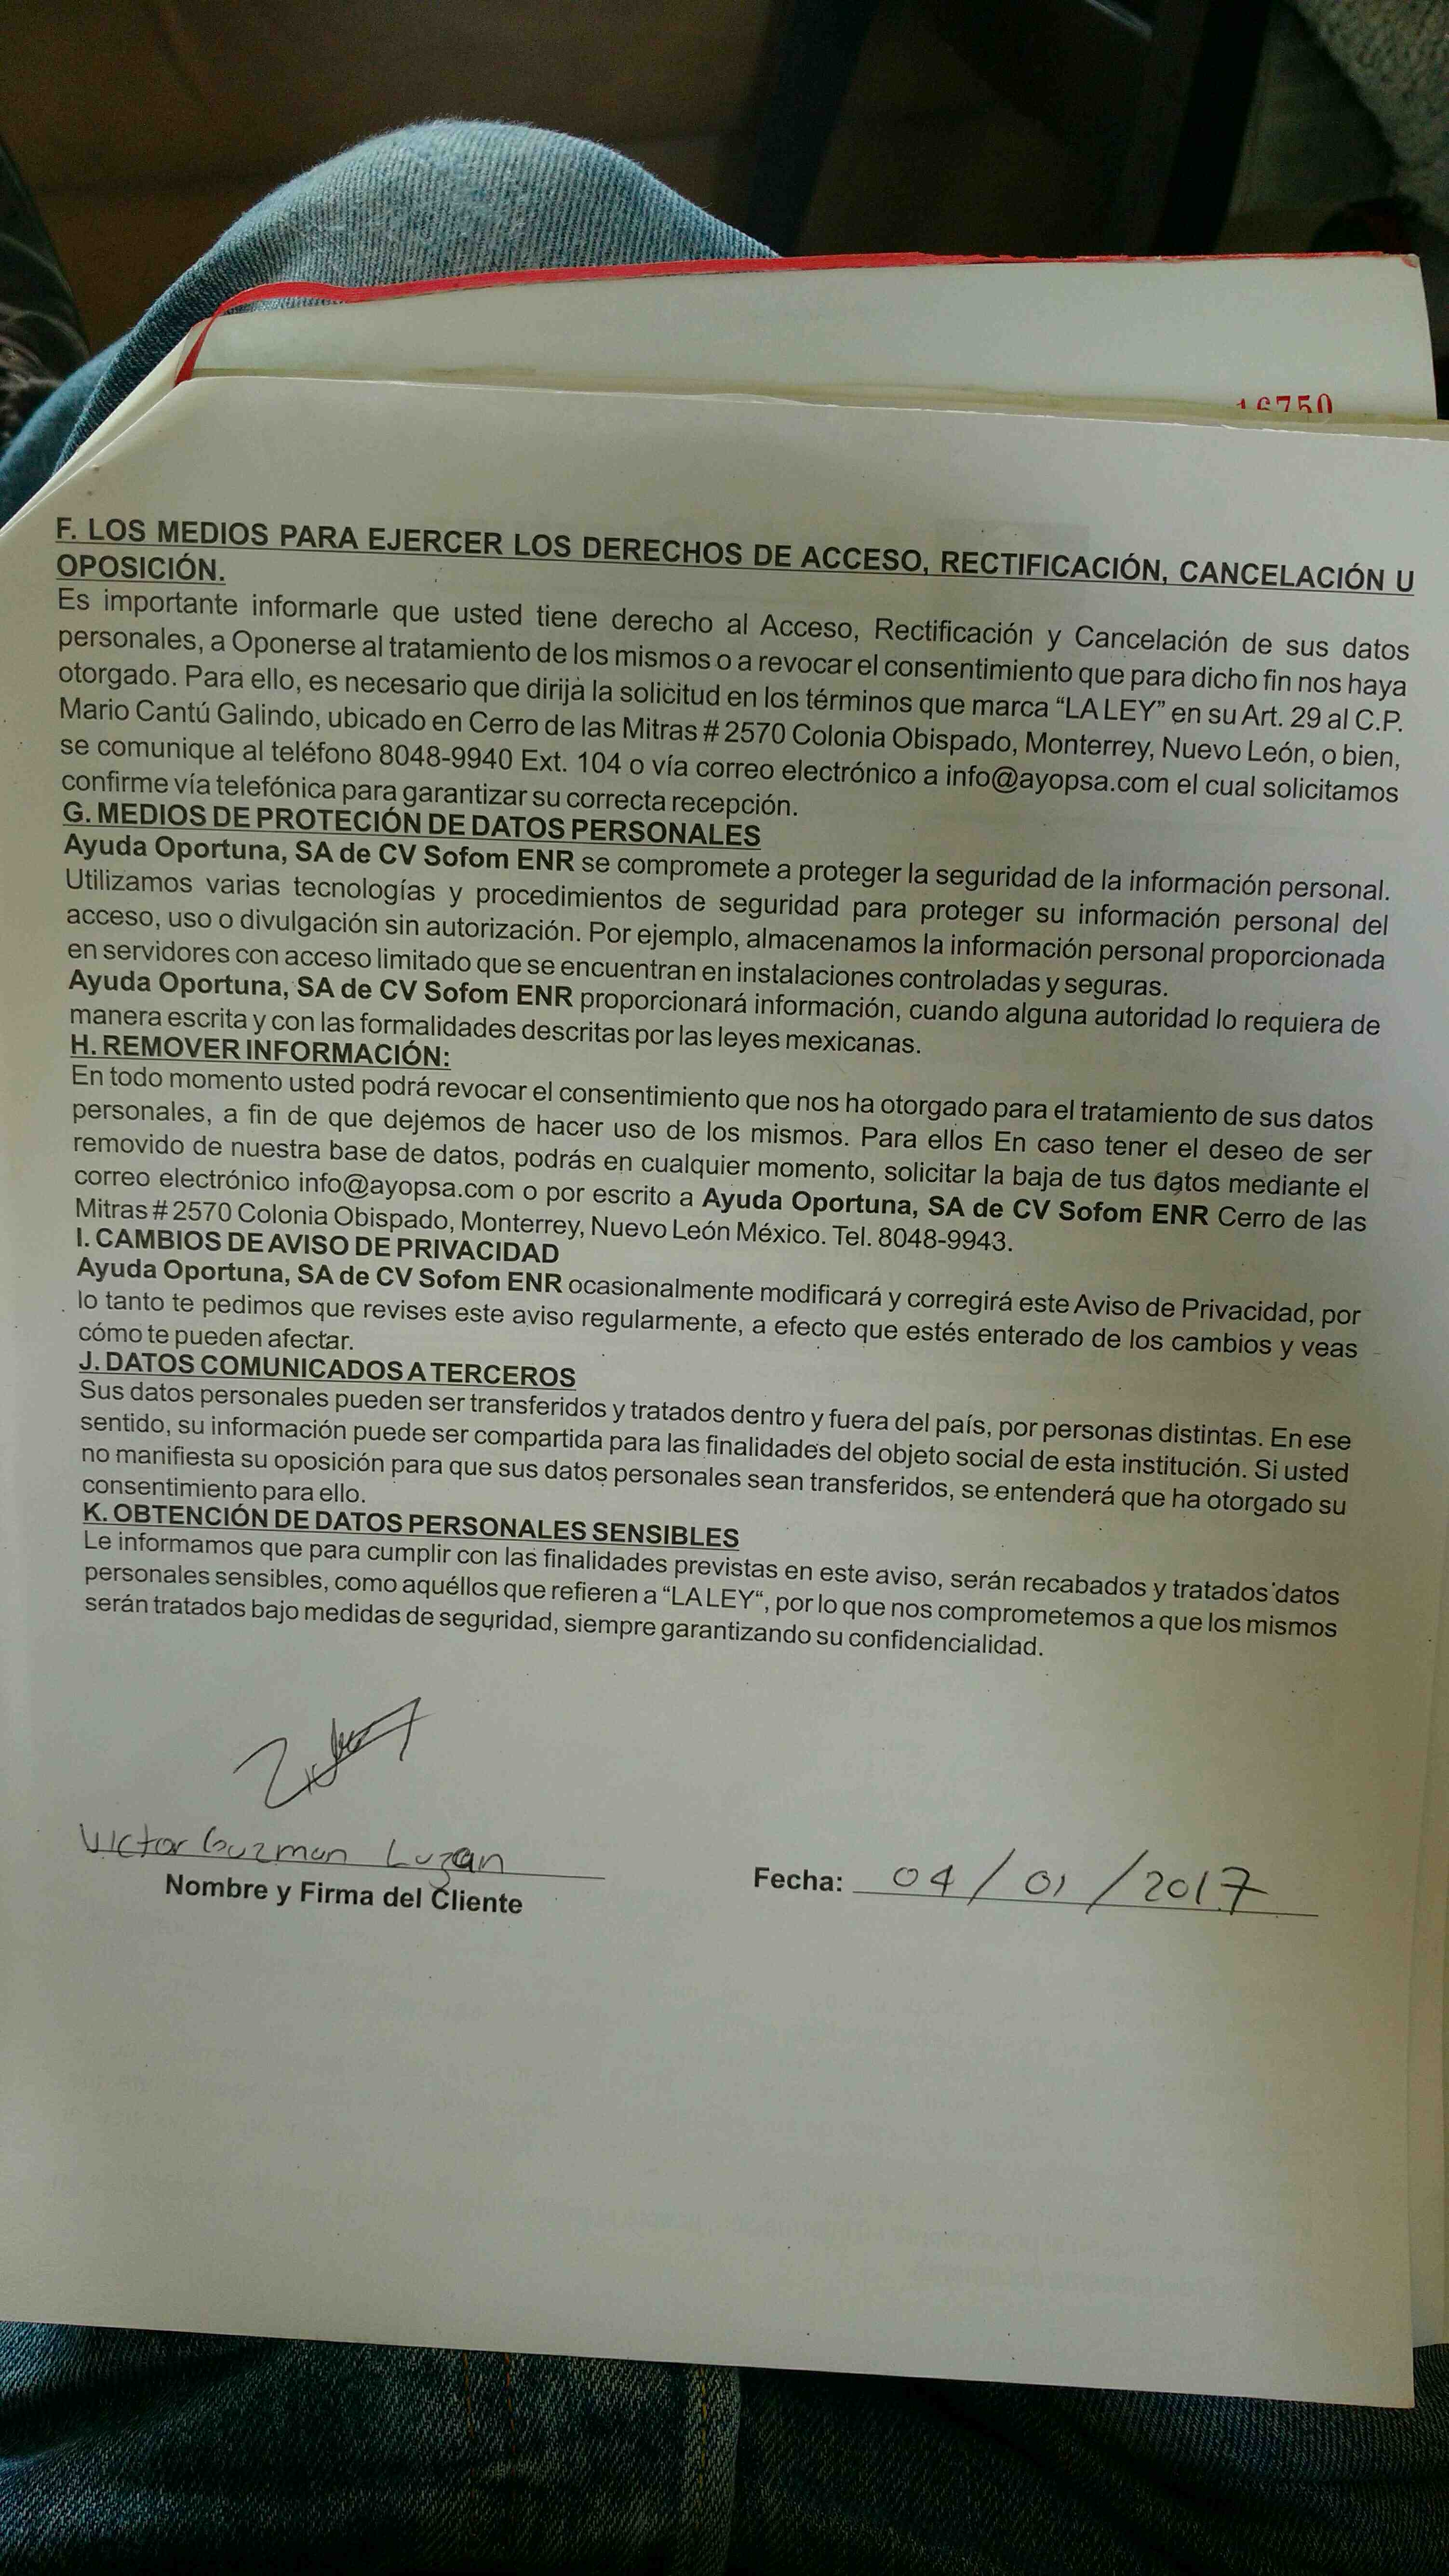 16750
F. LOS MEDIOS PARA EJERCER LOS DERECHOS DE ACCESO, RECTIFICACIÓN, CANCELACIÓN U
OPOSICIÓN.
Es importante informarle que usted tiene derecho al Acceso, Rectificación y Cancelación de sus datos
personales, a Oponerse al tratamiento de los mismos o a revocar el consentimiento que para dicho fin nos haya
otorgado. Para ello, es necesario que dirija la solicitud en los términos que marca “LA LEY” en su Art. 29 al C.P.
Mario Cantú Galindo, ubicado en Cerro de las Mitras # 2570 Colonia Obispado, Monterrey, Nuevo León, o bien,
se comunique al teléfono 8048-9940 Ext. 104 o vía correo electrónico a info@ayopsa.com el cual solicitamos
confirme vía telefónica para garantizar su correcta recepción.
G. MEDIOS DE PROTECIÓN DE DATOS PERSONALES
Ayuda Oportuna, SA de CV Sofom ENR se compromete a proteger la seguridad de la información personal.
Utilizamos varias tecnologías y procedimientos de seguridad para proteger su información personal del
acceso, uso o divulgación sin autorización. Por ejemplo, almacenamos la información personal proporcionada
en servidores con acceso limitado que se encuentran en instalaciones controladas y seguras.
Ayuda Oportuna, SA de CV Sofom ENR proporcionará información, cuando alguna autoridad lo requiera de
manera escrita y con las formalidades descritas por las leyes mexicanas.
H. REMOVER INFORMACIÓN:
En todo momento usted podrá revocar el consentimiento que nos ha otorgado para el tratamiento de sus datos
personales, a fin de que dejemos de hacer uso de los mismos. Para ellos En caso tener el deseo de ser
removido de nuestra base de datos, podrás en cualquier momento, solicitar la baja de tus datos mediante el
correo electrónico info@ayopsa.com o por escrito a Ayuda Oportuna, SA de CV Sofom ENR Cerro de las
Mitras # 2570 Colonia Obispado, Monterrey, Nuevo León México. Tel. 8048-9943.
I. CAMBIOS DE AVISO DE PRIVACIDAD
Ayuda Oportuna, SA de CV Sofom ENR ocasionalmente modificará y corregirá este Aviso de Privacidad, por
lo tanto te pedimos que revises este aviso regularmente, a efecto que estés enterado de los cambios y veas
cómo te pueden afectar.
J. DATOS COMUNICADOS A TERCEROS
Sus datos personales pueden ser transferidos y tratados dentro y fuera del país, por personas distintas. En ese
sentido, su información puede ser compartida para las finalidades del objeto social de esta institución. Si usted
no manifiesta su oposición para que sus datos personales sean transferidos, se entenderá que ha otorgado su
consentimiento para ello.
K. OBTENCIÓN DE DATOS PERSONALES SENSIBLES
Le informamos que para cumplir con las finalidades previstas en este aviso, serán recabados y tratados datos
personales sensibles, como aquéllos que refieren a “LA LEY“, por lo que nos comprometemos a que los mismos
serán tratados bajo medidas de seguridad, siempre garantizando su confidencialidad.
Victor Guzman Luzan
Nombre y Firma del Cliente
Fecha: 04/01/2017